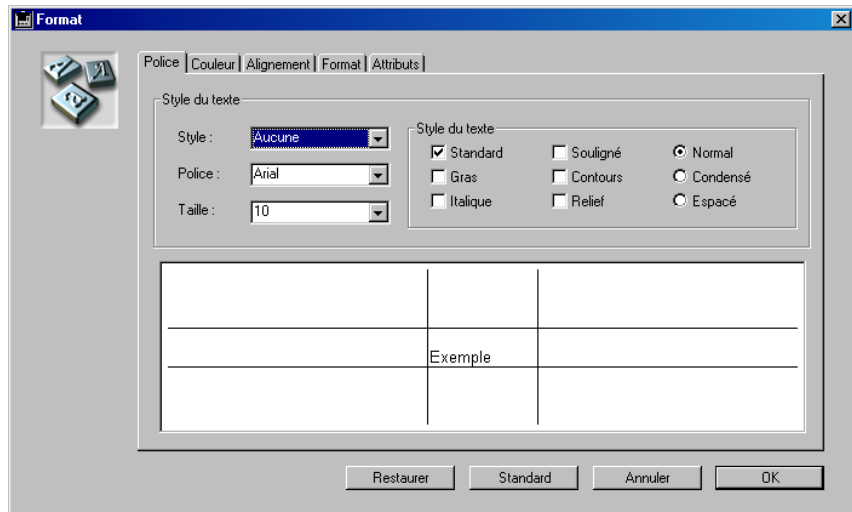 Format
Police Couleur Alignement Format Attributs
Style du texte
Style : Aucune
Police : Arial
Taille : 10
Style du texte
Standard Souligné Normal
Gras Contours Condensé
Italique Relief Espacé
Exemple
Restaurer Standard Annuler OK